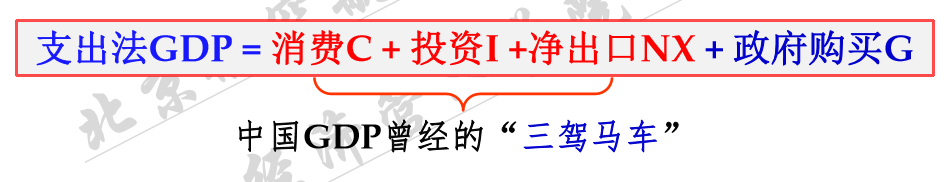 支出法GDP = 消费C + 投资I +净出口NX + 政府购买G
中国GDP曾经的“三驾马车”